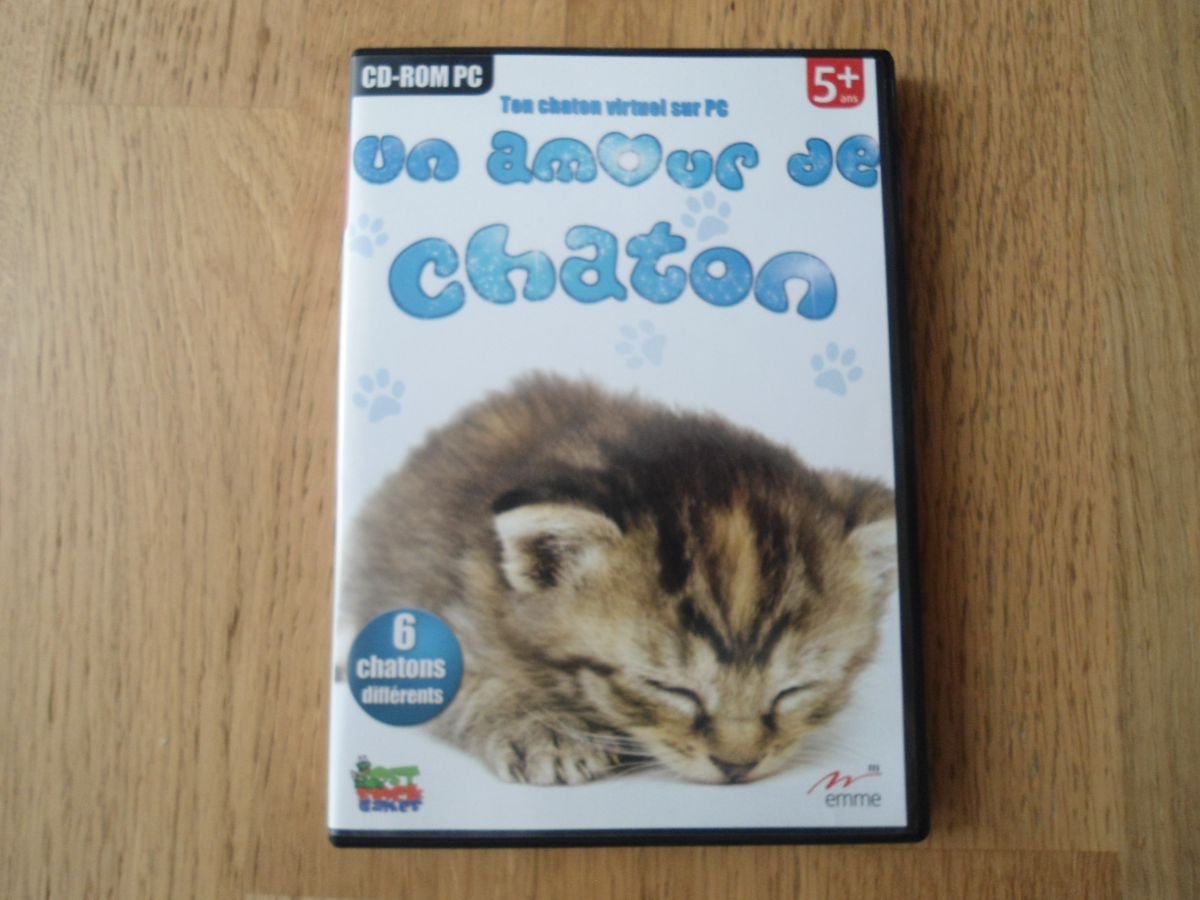 CD-ROM PC
5+
ans
Ton chaton virtuel sur PC
un amour de
chaton
6
chatons
différents
emme